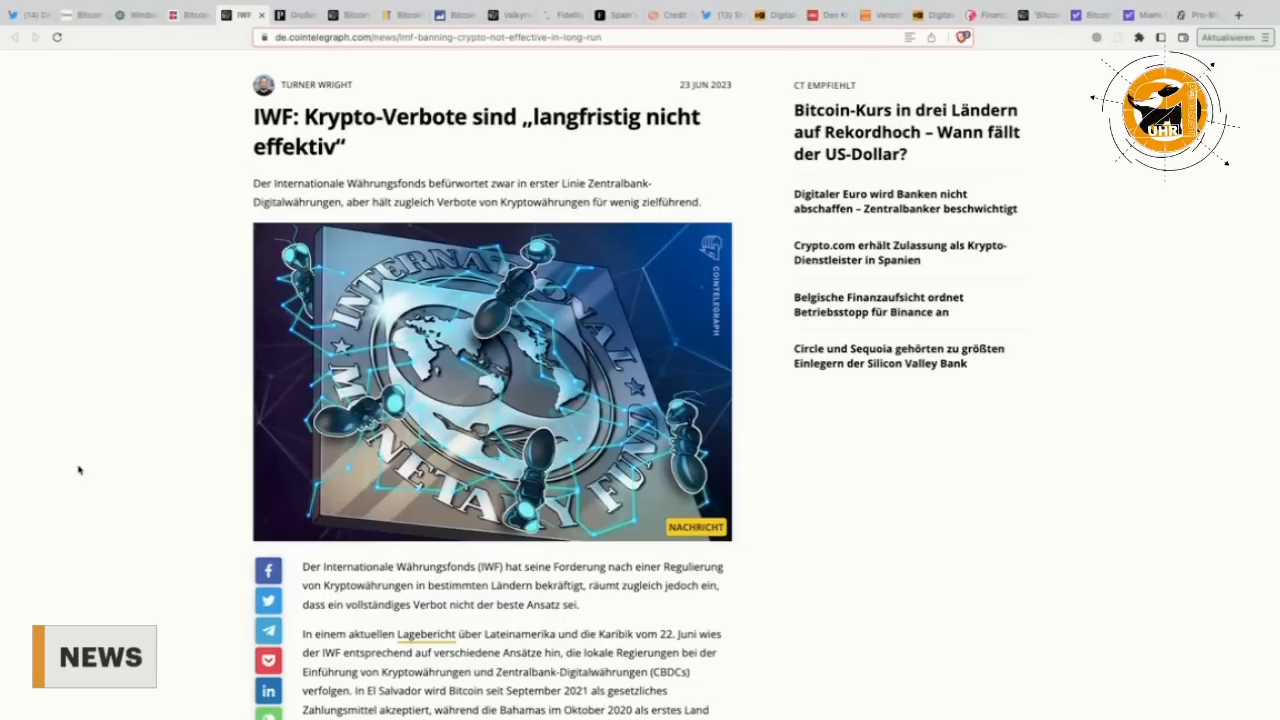 IWF
de.cointelegraph.com/news/imf-banning-crypto-not-effective-in-long-run
Aktualisieren
TURNER WRIGHT
23 JUN 2023
IWF: Krypto-Verbote sind „langfristig nicht
effektiv“
Der Internationale Währungsfonds befürwortet zwar in erster Linie Zentralbank-
Digitalwährungen, aber hält zugleich Verbote von Kryptowährungen für wenig zielführend.
INTERNATIONAL
COINTELEGRAPH
FUND
NACHRICHT
Der Internationale Währungsfonds (IWF) hat seine Forderung nach einer Regulierung
von Kryptowährungen in bestimmten Ländern bekräftigt, räumt zugleich jedoch ein,
dass ein vollständiges Verbot nicht der beste Ansatz sei.
In einem aktuellen Lagebericht über Lateinamerika und die Karibik vom 22. Juni wies
der IWF entsprechend auf verschiedene Ansätze hin, die lokale Regierungen bei der
Einführung von Kryptowährungen und Zentralbank-Digitalwährungen (CBDCs)
verfolgen. In El Salvador wird Bitcoin seit September 2021 als gesetzliches
Zahlungsmittel akzeptiert, während die Bahamas im Oktober 2020 als erstes Land
CT EMPFIEHLT
Bitcoin-Kurs in drei Ländern
auf Rekordhoch – Wann fällt
der US-Dollar?
Digitaler Euro wird Banken nicht
abschaffen – Zentralbanker beschwichtigt
Crypto.com erhält Zulassung als Krypto-
Dienstleister in Spanien
Belgische Finanzaufsicht ordnet
Betriebsstopp für Binance an
Circle und Sequoia gehörten zu größten
Einlegern der Silicon Valley Bank
UHR
NEWS